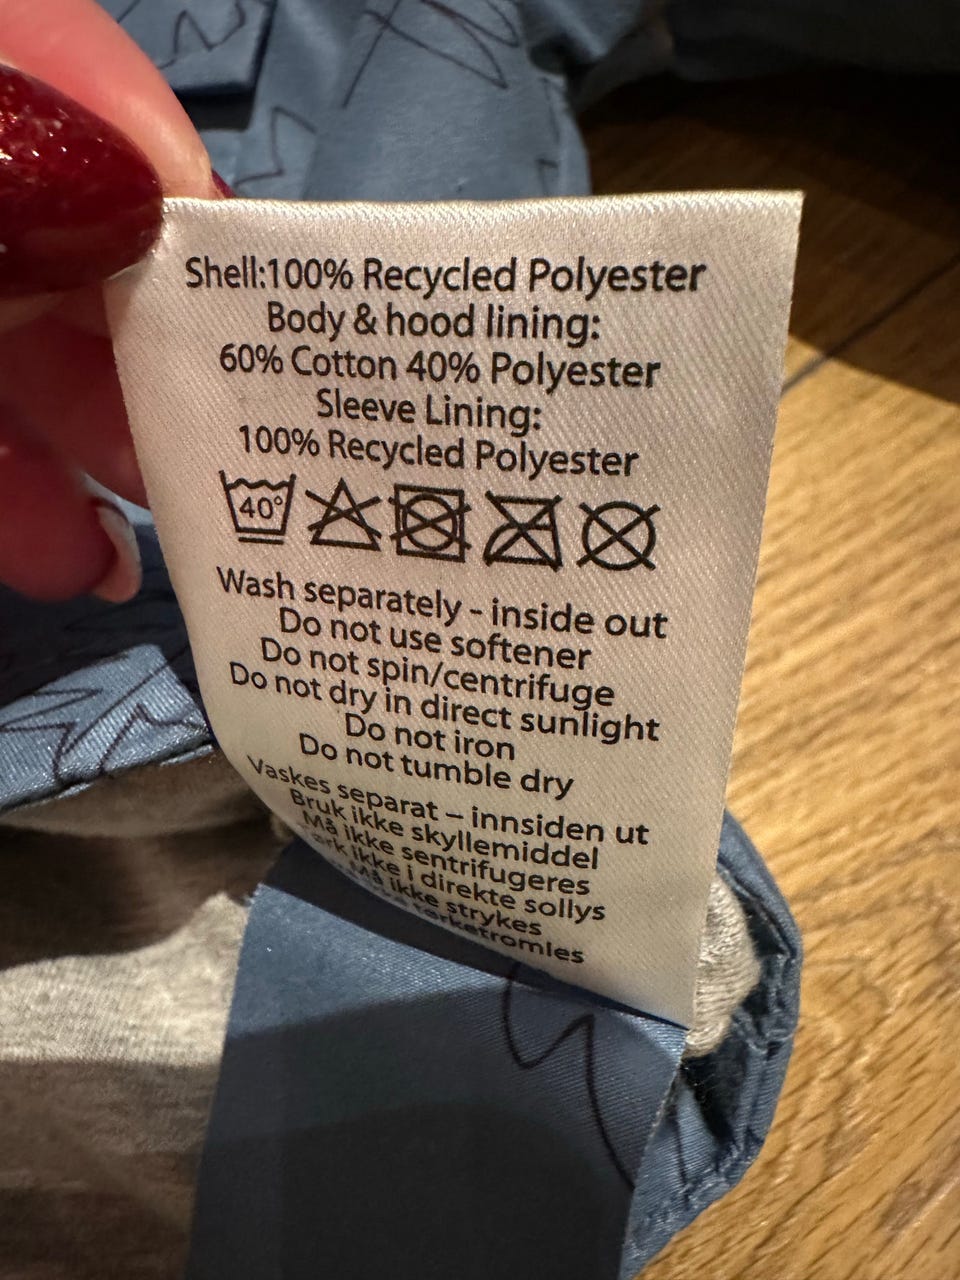 Shell:100% Recycled Polyester
Body & hood lining:
60% Cotton 40% Polyester
Sleeve Lining:
100% Recycled Polyester
40°
Wash separately - inside out
Do not use softener
Do not spin/centrifuge
Do not dry in direct sunlight
Do not iron
Do not tumble dry
Vaskes separat – innsiden ut
Bruk ikke skyllemiddel
Må ikke sentrifugeres
ikke i direkte sollys
Må ikke strykes
tørketromles